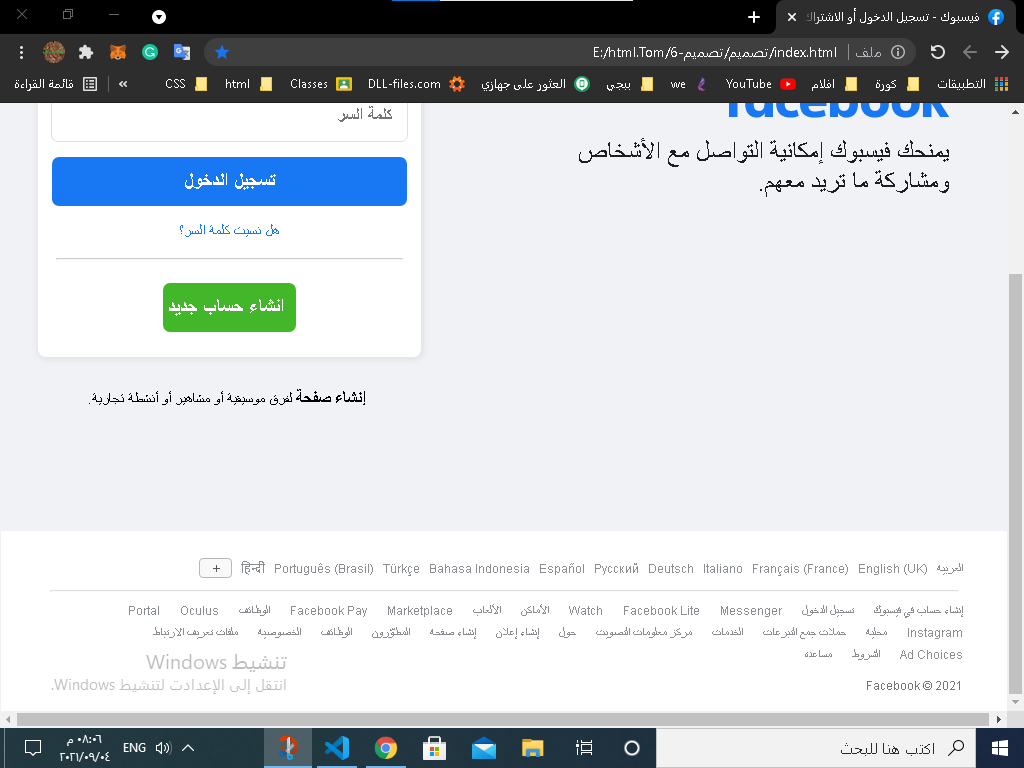 فيسبوك - تسجيل الدخول أو الاشتراك
ملف | E:/html.Tom/تصميم/تصميم-6/index.html
التطبيقات
كورة
افلام
YouTube
we
ببجي
العثور على جهازي
DLL-files.com
Classes
html
CSS
»
قائمة القراءة
facebook
يمنحك فيسبوك إمكانية التواصل مع الأشخاص
ومشاركة ما تريد معهم.
كلمة السر
تسجيل الدخول
هل نسيت كلمة السر؟
انشاء حساب جديد
إنشاء صفحة لفرق موسيقية أو مشاهير أو أنشطة تجارية.
العربية English (UK) Français (France) Italiano Deutsch Русский Español Bahasa Indonesia Türkçe Português (Brasil) हिन्दी +
إنشاء حساب في فيسبوك تسجيل الدخول Messenger Facebook Lite Watch الأماكن الألعاب Marketplace Facebook Pay الوظائف Oculus Portal
Instagram محلية حملات جمع التبرعات الخدمات مركز معلومات التصويت حول إنشاء إعلان إنشاء صفحة المطوّرون الوظائف الخصوصية ملفات تعريف الارتباط
Ad Choices الشروط مساعدة
Facebook © 2021
تنشيط Windows
انتقل إلى الإعدادت لتنشيط Windows.
اكتب هنا للبحث
ENG
٠٨:٠٦ م
٢٠٢١/٠٩/٠٤